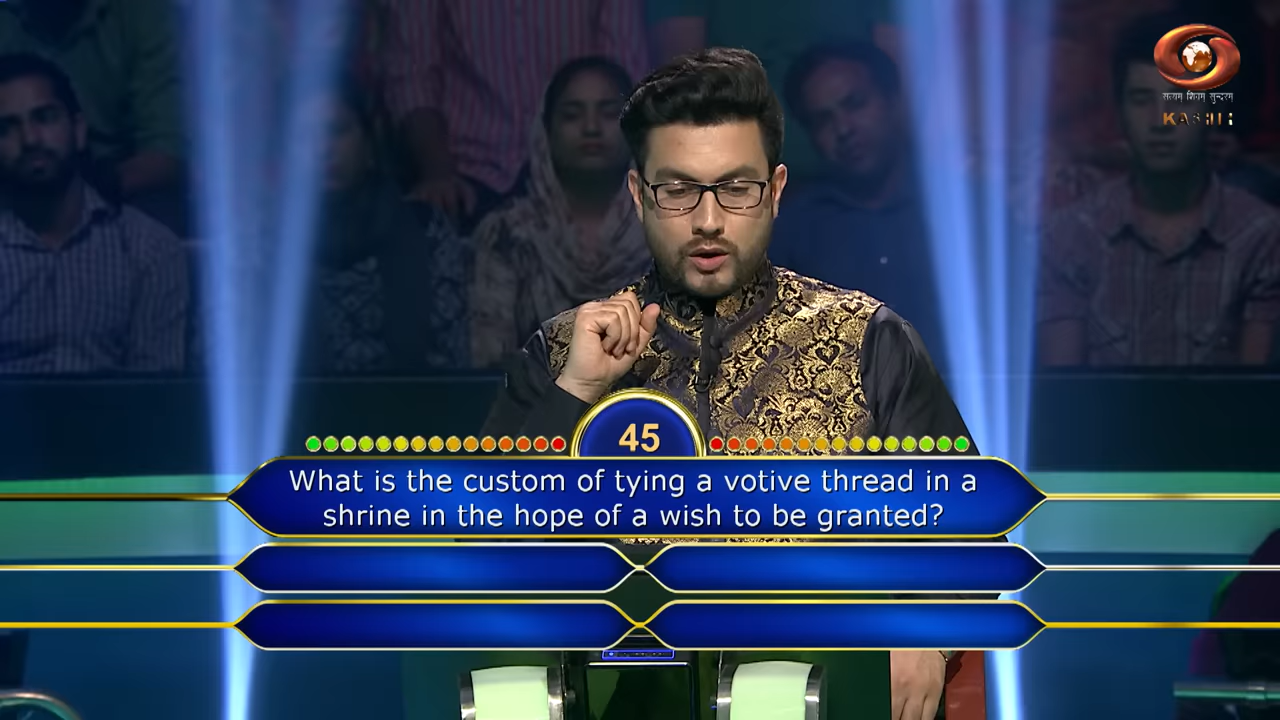 सत्यम शिवम सुन्दरम
45
What is the custom of tying a votive thread in a
shrine in the hope of a wish to be granted?